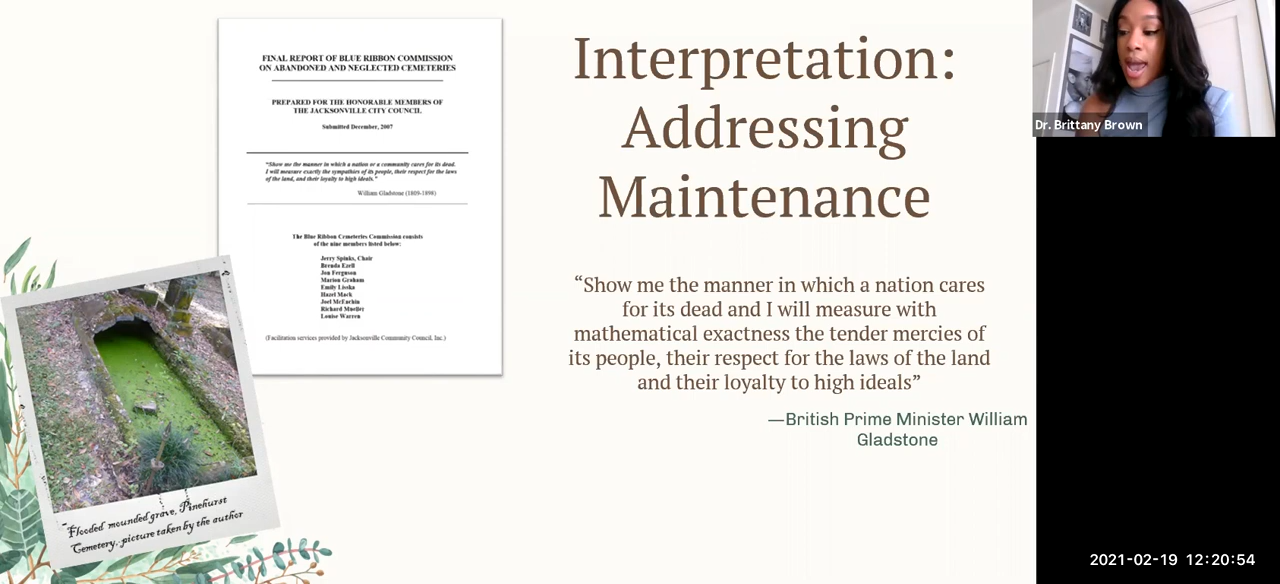 FINAL REPORT OF BLUE RIBBON COMMISSION
ON ABANDONED AND NEGLECTED CEMETERIES
PREPARED FOR THE HONORABLE MEMBERS OF
THE JACKSONVILLE CITY COUNCIL
Submitted December, 2007
"Show me the manner in which a nation or a community cares for its dead.
I will measure exactly the sympathies of its people, their respect for the laws
of the land, and their loyalty to high ideals."
William Gladstone (1809-1898)
The Blue Ribbon Cemeteries Commission consists
of the nine members listed below:
Jerry Spinks, Chair
Brenda Ezell
Jon Ferguson
Marion Graham
Emily Lisska
Hazel Mack
Joel McEachin
Richard Mueller
Louise Warren
(Facilitation services provided by Jacksonville Community Council, Inc.)
"Flooded mounded grave, Pinehurst
Cemetery, picture taken by the author
Interpretation:
Addressing
Maintenance
“Show me the manner in which a nation cares
for its dead and I will measure with
mathematical exactness the tender mercies of
its people, their respect for the laws of the land
and their loyalty to high ideals”
—British Prime Minister William
Gladstone
Dr. Brittany Brown
2021-02-19 12:20:54